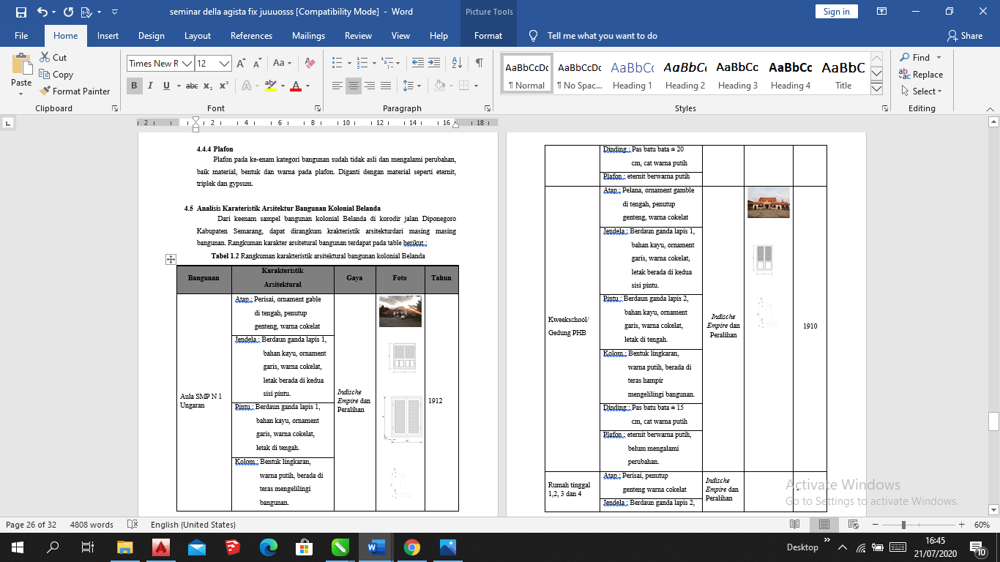 seminar della agista fix juuuosss [Compatibility Mode] - Word
Picture Tools
Sign in
File
Home
Insert
Design
Layout
References
Mailings
Review
View
Help
Format
Tell me what you want to do
Share
Paste
Cut
Copy
Format Painter
Clipboard
Times New R
12
Font
Paragraph
AaBbCcDc
¶ Normal
AaBbCcDc
¶ No Spac...
AaBbCc
Heading 1
AaBbCc
Heading 2
AaBbCc
Heading 3
AaBbCc
Heading 4
AaBbC
Title
Styles
Find
Replace
Select
Editing
2 2 4 6 8 10 12 14 16 18
4.4.4 Plafon
Plafon pada ke-enam kategori bangunan sudah tidak asli dan mengalami perubahan,
baik material, bentuk dan warna pada plafon. Diganti dengan material seperti eternit,
triplek dan gypsum.
4.5 Analisis Karateristik Arsitektur Bangunan Kolonial Belanda
Dari keenam sampel bangunan kolonial Belanda di korodir jalan Diponegoro
Kabupaten Semarang, dapat dirangkum krakteristik arsitekturdari masing masing
bangunan. Rangkuman karakter arsitetural bangunan terdapat pada table berikut :
Tabel 1.2 Rangkuman karakteristik arsitektural bangunan kolonial Belanda
Bangunan
Karakteristik
Arsitektural
Gaya
Foto
Tahun
Aula SMP N 1
Ungaran
Atap : Perisai, ornament gable
di tengah, penutup
genteng, warna cokelat
Jendela : Berdaun ganda lapis 1,
bahan kayu, ornament
garis, warna cokelat,
letak berada di kedua
sisi pintu.
Pintu : Berdaun ganda lapis 1,
bahan kayu, ornament
garis, warna cokelat,
letak di tengah.
Kolom : Bentuk lingkaran,
warna putih, berada di
teras mengelilingi
bangunan.
Indische
Empire dan
Peralihan
1912
Dinding : Pas batu bata ± 20
cm, cat warna putih
Plafon : eternit berwarna putih
Kweekschool/
Gedung PHB
Atap : Pelana, ornament gamble
di tengah, penutup
genteng, warna cokelat
Jendela : Berdaun ganda lapis 1,
bahan kayu, ornament
garis, warna cokelat,
letak berada di kedua
sisi pintu.
Pintu : Berdaun ganda lapis 2,
bahan kayu, ornament
garis, warna cokelat,
letak di tengah.
Kolom : Bentuk lingkaran,
warna putih, berada di
teras hampir
mengelilingi bangunan.
Dinding : Pas batu bata ± 15
cm, cat warna putih
Plafon : eternit berwarna putih,
belum mengalami
perubahan.
Indische
Empire dan
Peralihan
1910
Rumah tinggal
1,2, 3 dan 4
Atap : Perisai, penutup
genteng warna cokelat
Jendela : Berdaun ganda lapis 2,
Indische
Empire dan
Peralihan
-
Activate Windows
Go to Settings to activate Windows.
Page 26 of 32
4808 words
English (United States)
60%
Desktop
16:45
21/07/2020
10